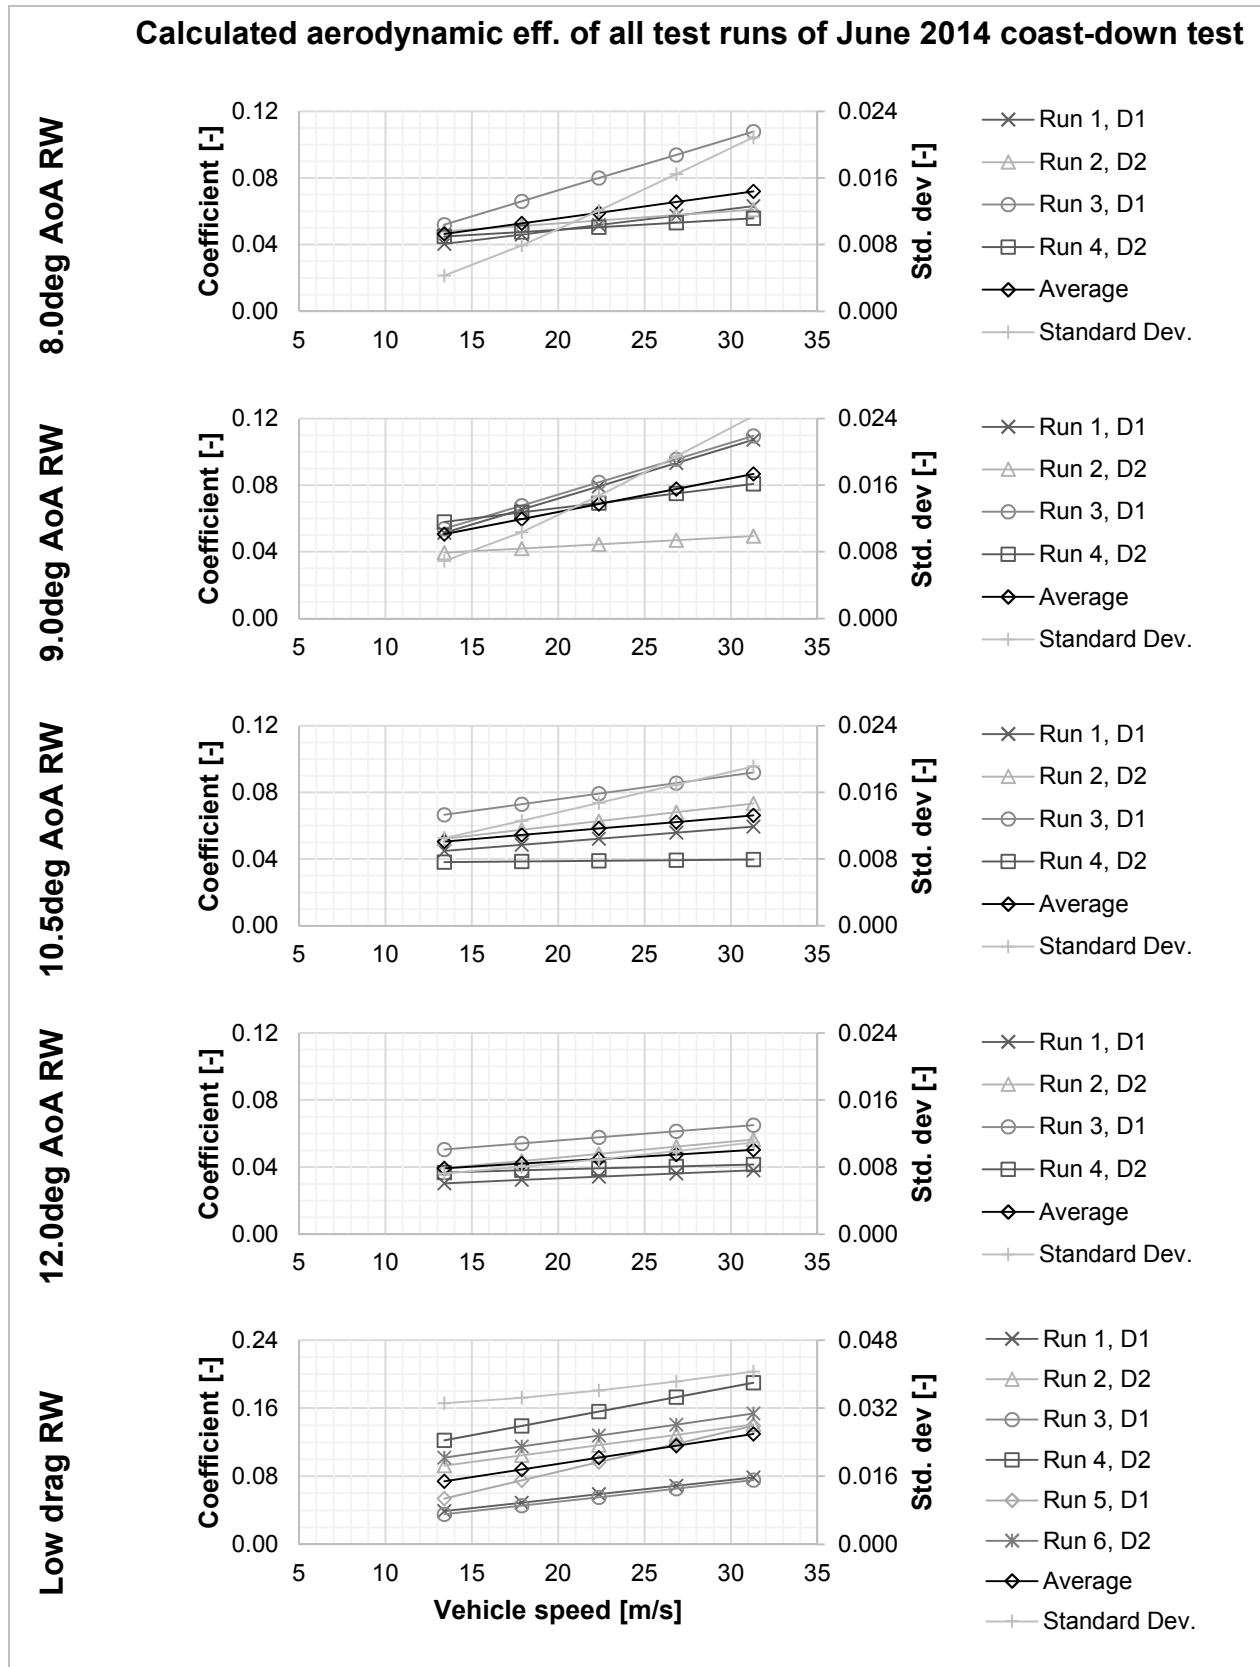 Calculated aerodynamic eff. of all test runs of June 2014 coast-down test
8.0deg AoA RW
Coefficient [-]
0.12
0.08
0.04
0.00
5 10 15 20 25 30 35
0.024
0.016
0.008
0.000
Std. dev [-]
Run 1, D1
Run 2, D2
Run 3, D1
Run 4, D2
Average
Standard Dev.
9.0deg AoA RW
Coefficient [-]
0.12
0.08
0.04
0.00
5 10 15 20 25 30 35
0.024
0.016
0.008
0.000
Std. dev [-]
Run 1, D1
Run 2, D2
Run 3, D1
Run 4, D2
Average
Standard Dev.
10.5deg AoA RW
Coefficient [-]
0.12
0.08
0.04
0.00
5 10 15 20 25 30 35
0.024
0.016
0.008
0.000
Std. dev [-]
Run 1, D1
Run 2, D2
Run 3, D1
Run 4, D2
Average
Standard Dev.
12.0deg AoA RW
Coefficient [-]
0.12
0.08
0.04
0.00
5 10 15 20 25 30 35
0.024
0.016
0.008
0.000
Std. dev [-]
Run 1, D1
Run 2, D2
Run 3, D1
Run 4, D2
Average
Standard Dev.
Low drag RW
Coefficient [-]
0.24
0.16
0.08
0.00
5 10 15 20 25 30 35
Vehicle speed [m/s]
0.048
0.032
0.016
0.000
Std. dev [-]
Run 1, D1
Run 2, D2
Run 3, D1
Run 4, D2
Run 5, D1
Run 6, D2
Average
Standard Dev.